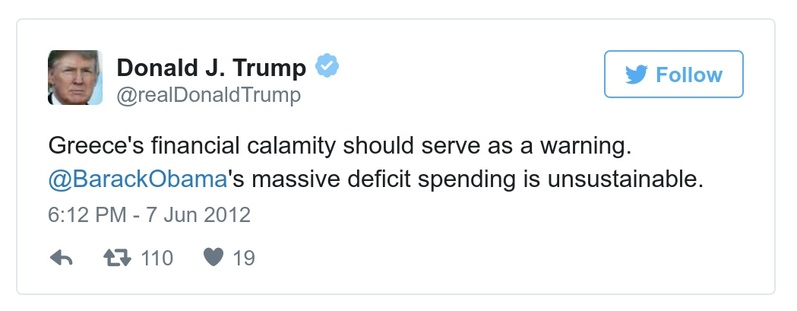 Donald J. Trump
@realDonaldTrump
Follow
Greece's financial calamity should serve as a warning.
@BarackObama's massive deficit spending is unsustainable.
6:12 PM - 7 Jun 2012
110 19